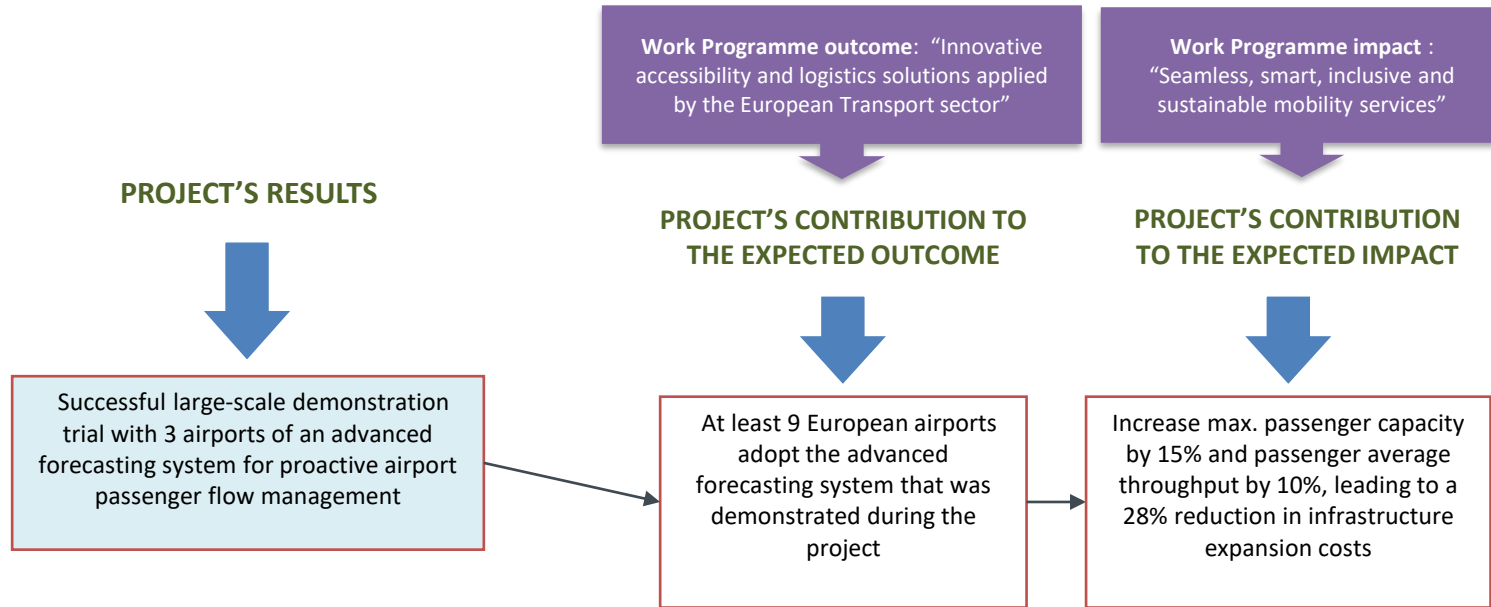 Work Programme outcome:  “Innovative
accessibility and logistics solutions applied
by the European Transport sector”
Work Programme impact :
“Seamless, smart, inclusive and
sustainable mobility services”
PROJECT’S RESULTS
PROJECT’S CONTRIBUTION TO
THE EXPECTED OUTCOME
PROJECT’S CONTRIBUTION
TO THE EXPECTED IMPACT
Successful large-scale demonstration
trial with 3 airports of an advanced
forecasting system for proactive airport
passenger flow management
At least 9 European airports
adopt the advanced
forecasting system that was
demonstrated during the
project
Increase max. passenger capacity
by 15% and passenger average
throughput by 10%, leading to a
28% reduction in infrastructure
expansion costs